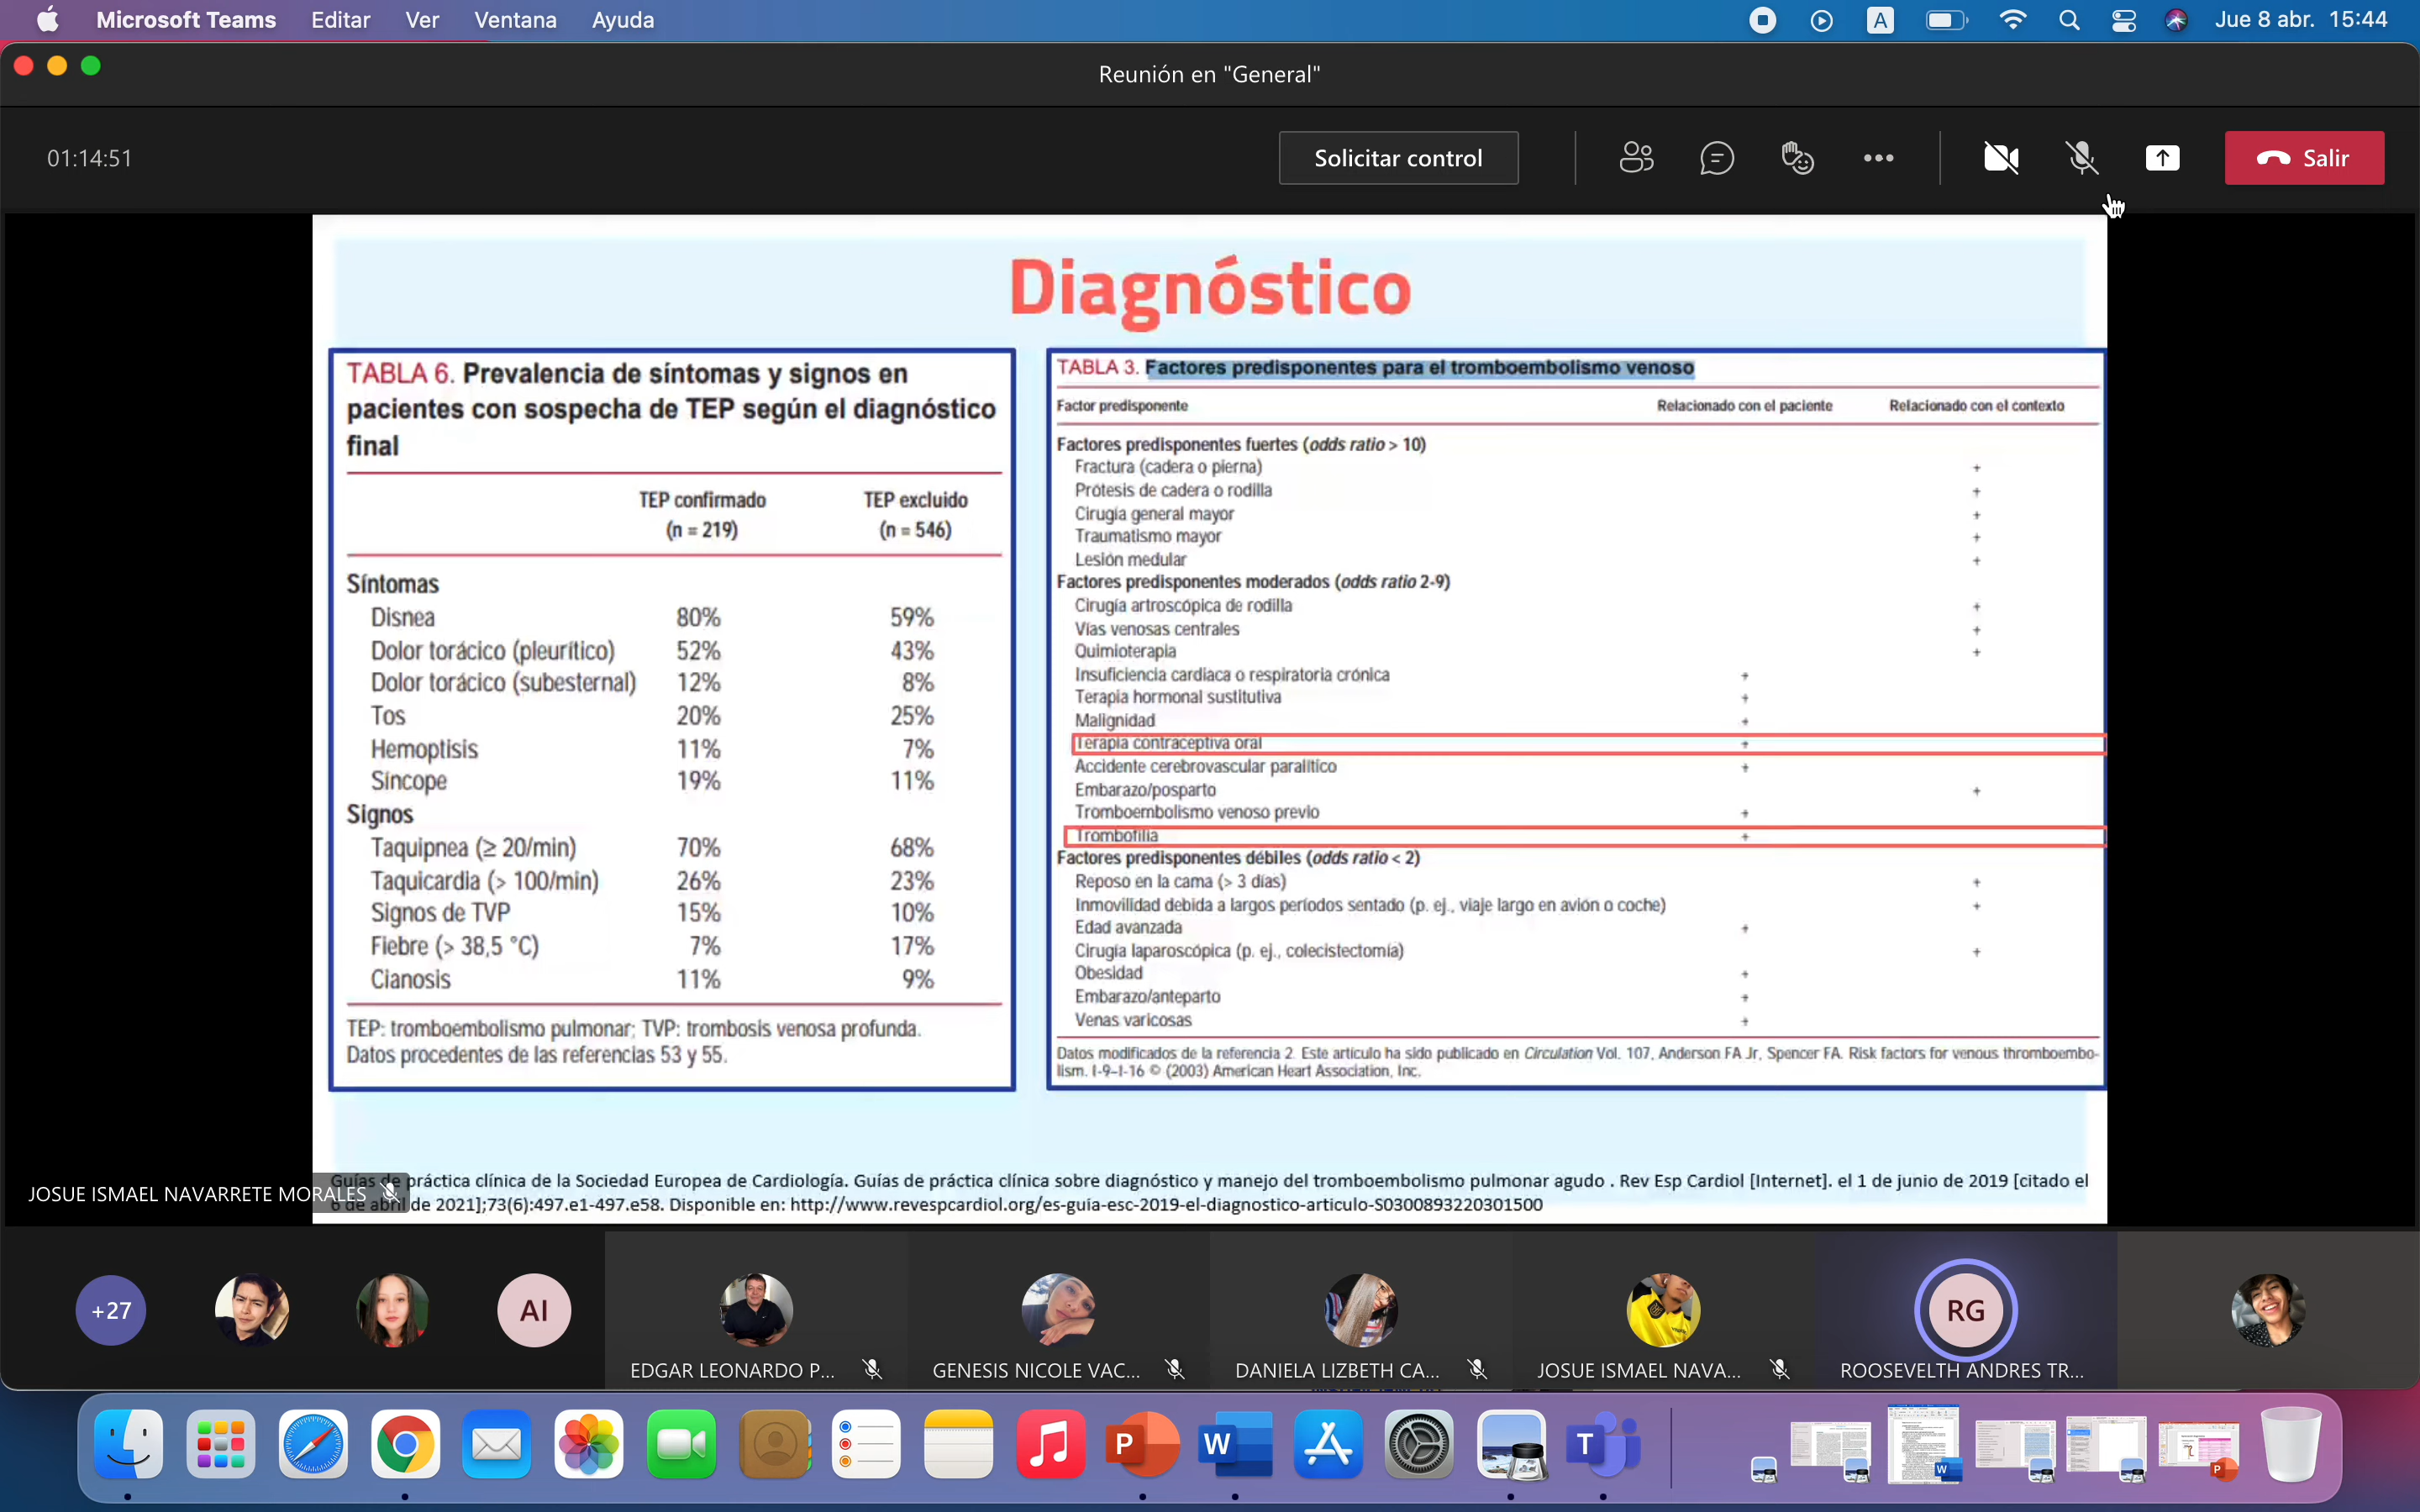 Microsoft Teams Editar Ver Ventana Ayuda A Jue 8 abr. 15:44
Reunión en "General"
01:14:51 Solicitar control Salir
Diagnóstico
TABLA 6. Prevalencia de síntomas y signos en
pacientes con sospecha de TEP según el diagnóstico
final
TEP confirmado TEP excluido
(n = 219) (n = 546)
Síntomas
Disnea 80% 59%
Dolor torácico (pleurítico) 52% 43%
Dolor torácico (subesternal) 12% 8%
Tos 20% 25%
Hemoptisis 11% 7%
Síncope 19% 11%
Signos
Taquipnea (≥ 20/min) 70% 68%
Taquicardia (> 100/min) 26% 23%
Signos de TVP 15% 10%
Fiebre (> 38,5 °C) 7% 17%
Cianosis 11% 9%
TEP: tromboembolismo pulmonar; TVP: trombosis venosa profunda.
Datos procedentes de las referencias 53 y 55.
TABLA 3. Factores predisponentes para el tromboembolismo venoso
Factor predisponente Relacionado con el paciente Relacionado con el contexto
Factores predisponentes fuertes (odds ratio > 10)
Fractura (cadera o pierna) +
Prótesis de cadera o rodilla +
Cirugía general mayor +
Traumatismo mayor +
Lesión medular +
Factores predisponentes moderados (odds ratio 2-9)
Cirugía artroscópica de rodilla +
Vías venosas centrales +
Quimioterapia +
Insuficiencia cardiaca o respiratoria crónica +
Terapia hormonal sustitutiva +
Malignidad +
Terapia contraceptiva oral +
Accidente cerebrovascular paralítico +
Embarazo/posparto +
Tromboembolismo venoso previo +
Trombofilia +
Factores predisponentes débiles (odds ratio < 2)
Reposo en la cama (> 3 días) +
Inmovilidad debida a largos períodos sentado (p. ej., viaje largo en avión o coche) +
Edad avanzada +
Cirugía laparoscópica (p. ej., colecistectomía) +
Obesidad +
Embarazo/anteparto +
Venas varicosas +
Datos modificados de la referencia 2. Este artículo ha sido publicado en Circulation Vol. 107, Anderson FA Jr, Spencer FA. Risk factors for venous thromboembo-
lism. I-9–I-16 © (2003) American Heart Association, Inc.
Guías de práctica clínica de la Sociedad Europea de Cardiología. Guías de práctica clínica sobre diagnóstico y manejo del tromboembolismo pulmonar agudo . Rev Esp Cardiol [Internet]. el 1 de junio de 2019 [citado el
6 de abril de 2021];73(6):497.e1-497.e58. Disponible en: http://www.revespcardiol.org/es-guia-esc-2019-el-diagnostico-articulo-S0300893220301500
JOSUE ISMAEL NAVARRETE MORALES
+27 AI RG
EDGAR LEONARDO P... GENESIS NICOLE VAC... DANIELA LIZBETH CA... JOSUE ISMAEL NAVA... ROOSEVELTH ANDRES TR...
P W T W P